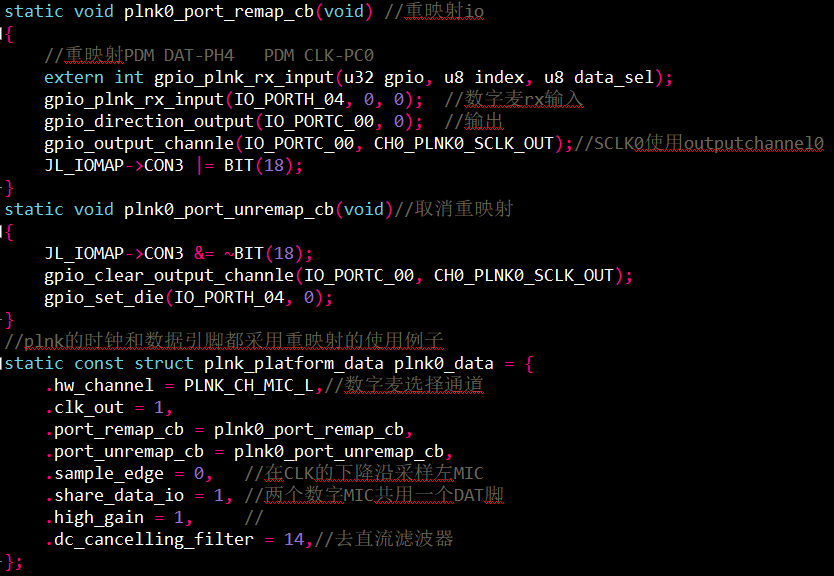 static void plnk0_port_remap_cb(void) //重映射io
{
    //重映射PDM DAT-PH4   PDM CLK-PC0
    extern int gpio_plnk_rx_input(u32 gpio, u8 index, u8 data_sel);
    gpio_plnk_rx_input(IO_PORTH_04, 0, 0);  //数字麦rx输入
    gpio_direction_output(IO_PORTC_00, 0);  //输出
    gpio_output_channle(IO_PORTC_00, CH0_PLNK0_SCLK_OUT);//SCLK0使用outputchannel0
    JL_IOMAP->CON3 |= BIT(18);
}
static void plnk0_port_unremap_cb(void)//取消重映射
{
    JL_IOMAP->CON3 &= ~BIT(18);
    gpio_clear_output_channle(IO_PORTC_00, CH0_PLNK0_SCLK_OUT);
    gpio_set_die(IO_PORTH_04, 0);
}
//plnk的时钟和数据引脚都采用重映射的使用例子
static const struct plnk_platform_data plnk0_data = {
    .hw_channel = PLNK_CH_MIC_L,//数字麦选择通道
    .clk_out = 1,
    .port_remap_cb = plnk0_port_remap_cb,
    .port_unremap_cb = plnk0_port_unremap_cb,
    .sample_edge = 0,   //在CLK的下降沿采样左MIC
    .share_data_io = 1, //两个数字MIC共用一个DAT脚
    .high_gain = 1,     //
    .dc_cancelling_filter = 14,//去直流滤波器
};